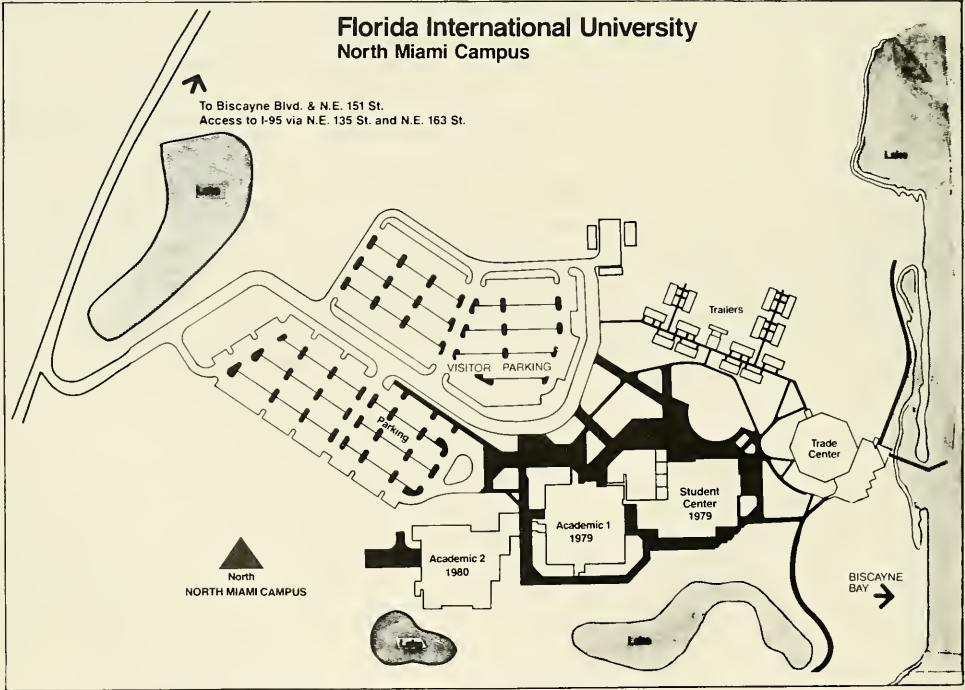 Florida International University
North Miami Campus
To Biscayne Blvd. & N.E. 151 St.
Access to I-95 via N.E. 135 St. and N.E. 163 St.
Lake
Lake
Trailers
VISITOR PARKING
Parking
Trade
Center
Student
Center
1979
Academic 1
1979
Academic 2
1980
North
NORTH MIAMI CAMPUS
BISCAYNE
BAY
Lake
Lake